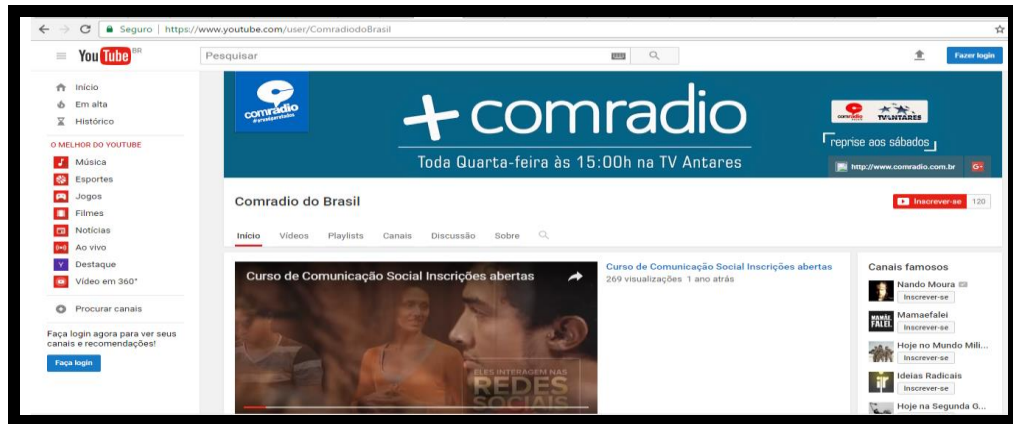 Seguro | https://www.youtube.com/user/ComradiodoBrasil
YouTube BR
Pesquisar
Fazer login
Início
Em alta
Histórico
O MELHOR DO YOUTUBE
Música
Esportes
Jogos
Filmes
Notícias
Ao vivo
Destaque
Vídeo em 360°
Procurar canais
Faça login agora para ver seus
canais e recomendações!
Faça login
comradio
+comradio
Toda Quarta-feira às 15:00h na TV Antares
comradio
TV ANTARES
reprise aos sábados
http://www.comradio.com.br
G+
Comradio do Brasil
Inscrever-se 120
Início Vídeos Playlists Canais Discussão Sobre
Curso de Comunicação Social Inscrições abertas
ELES INTERAGEM NAS
REDES
SOCIAIS
Curso de Comunicação Social Inscrições abertas
269 visualizações 1 ano atrás
Canais famosos
Nando Moura
Inscrever-se
Mamaefalei
MAMÃE
FALEI.
Inscrever-se
Hoje no Mundo Mili...
Inscrever-se
Ideias Radicais
Inscrever-se
Hoje na Segunda G...